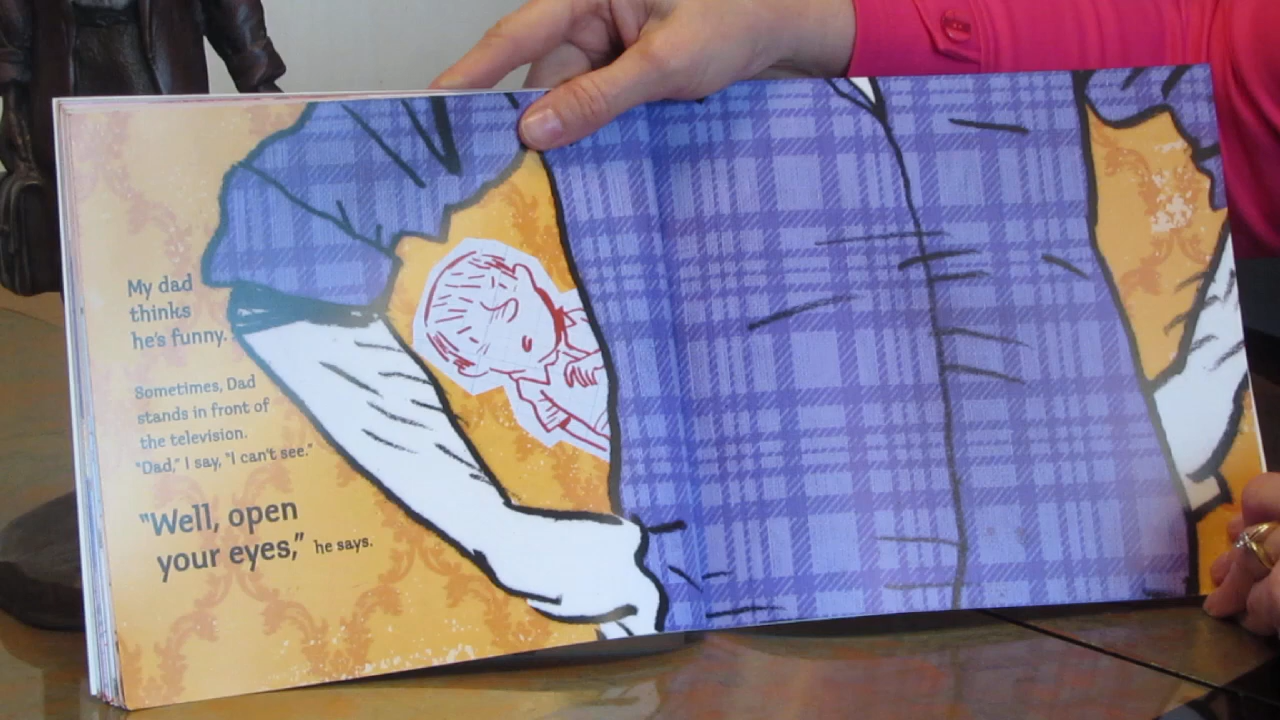 My dad
thinks
he's funny.
Sometimes, Dad
stands in front of
the television.
"Dad," I say, "I can't see."
"Well, open
your eyes," he says.